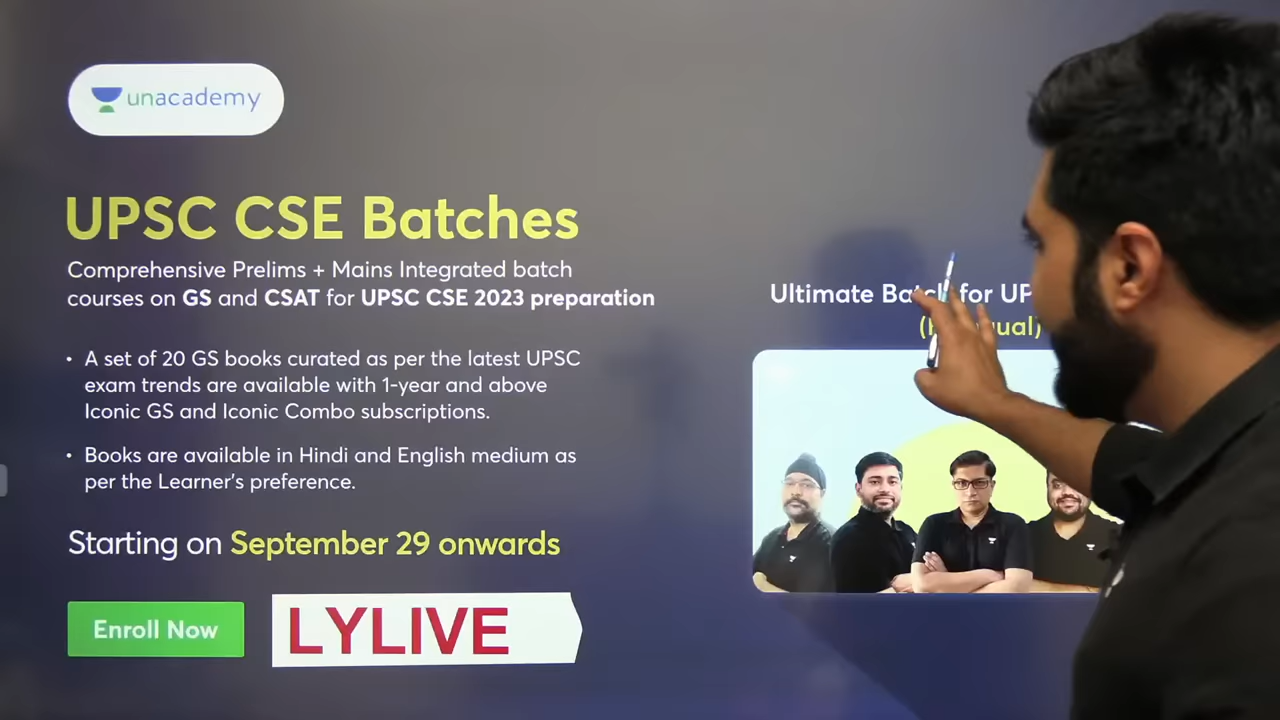 unacademy
UPSC CSE Batches
Comprehensive Prelims + Mains Integrated batch
courses on GS and CSAT for UPSC CSE 2023 preparation
• A set of 20 GS books curated as per the latest UPSC
exam trends are available with 1-year and above
Iconic GS and Iconic Combo subscriptions.
• Books are available in Hindi and English medium as
per the Learner's preference.
Starting on September 29 onwards
Enroll Now
LYLIVE
Ultimate Batch for